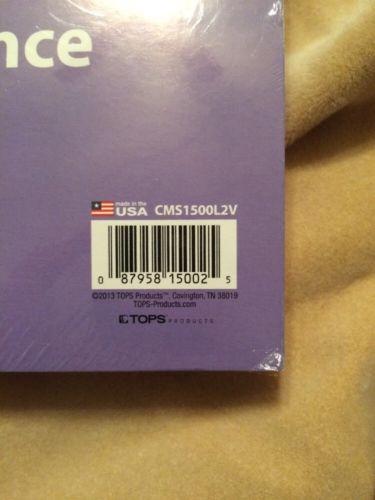 nce
made in the
USA CMS1500L2V
0 87958 15002 5
©2013 TOPS Products™, Covington, TN 38019
TOPS-Products.com
TOPS PRODUCTS